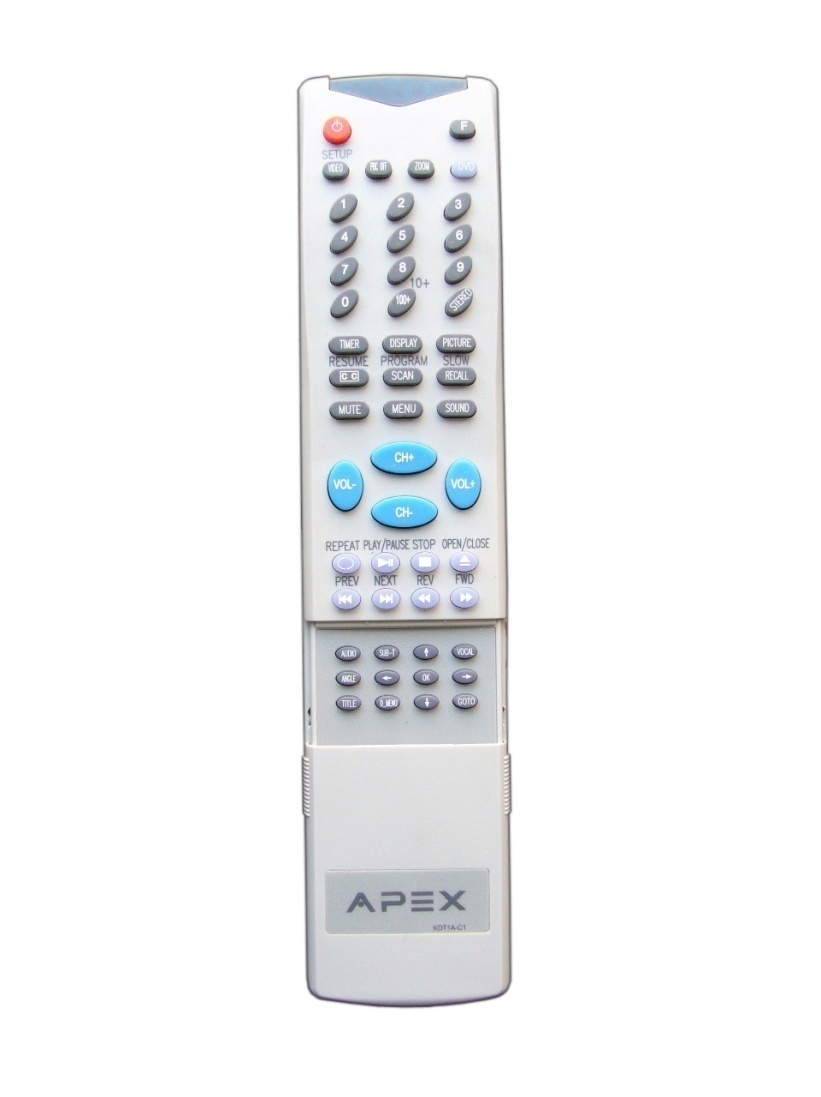 F
SETUP
VIDEO PIC OFF ZOOM DVD
1 2 3
4 5 6
7 8 9
10+
0 100+ STEREO
TIMER DISPLAY PICTURE
RESUME PROGRAM SLOW
C C SCAN RECALL
MUTE MENU SOUND
CH+
VOL- VOL+
CH-
REPEAT PLAY/PAUSE STOP OPEN/CLOSE
PREV NEXT REV FWD
AUDIO SUB-T VOCAL
ANGLE OK
TITLE D_MENU GOTO
APEX
KDT1A-C1